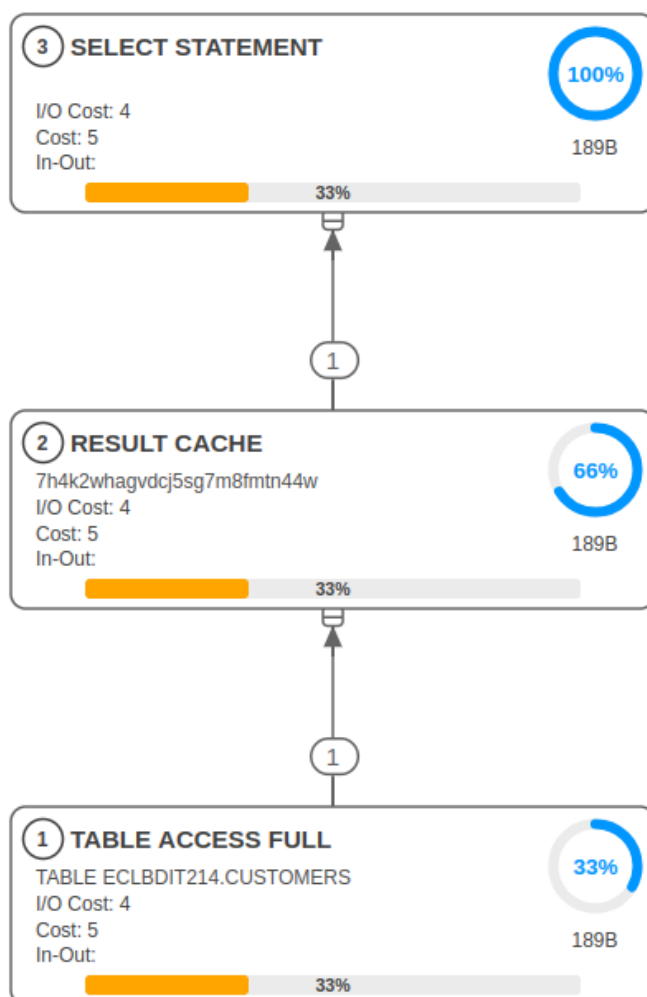 3 SELECT STATEMENT
100%
I/O Cost: 4
Cost: 5
189B
In-Out:
33%
1
2 RESULT CACHE
7h4k2whagvdcj5sg7m8fmtn44w
66%
I/O Cost: 4
Cost: 5
189B
In-Out:
33%
1
1 TABLE ACCESS FULL
TABLE ECLBDIT214.CUSTOMERS
33%
I/O Cost: 4
Cost: 5
189B
In-Out:
33%